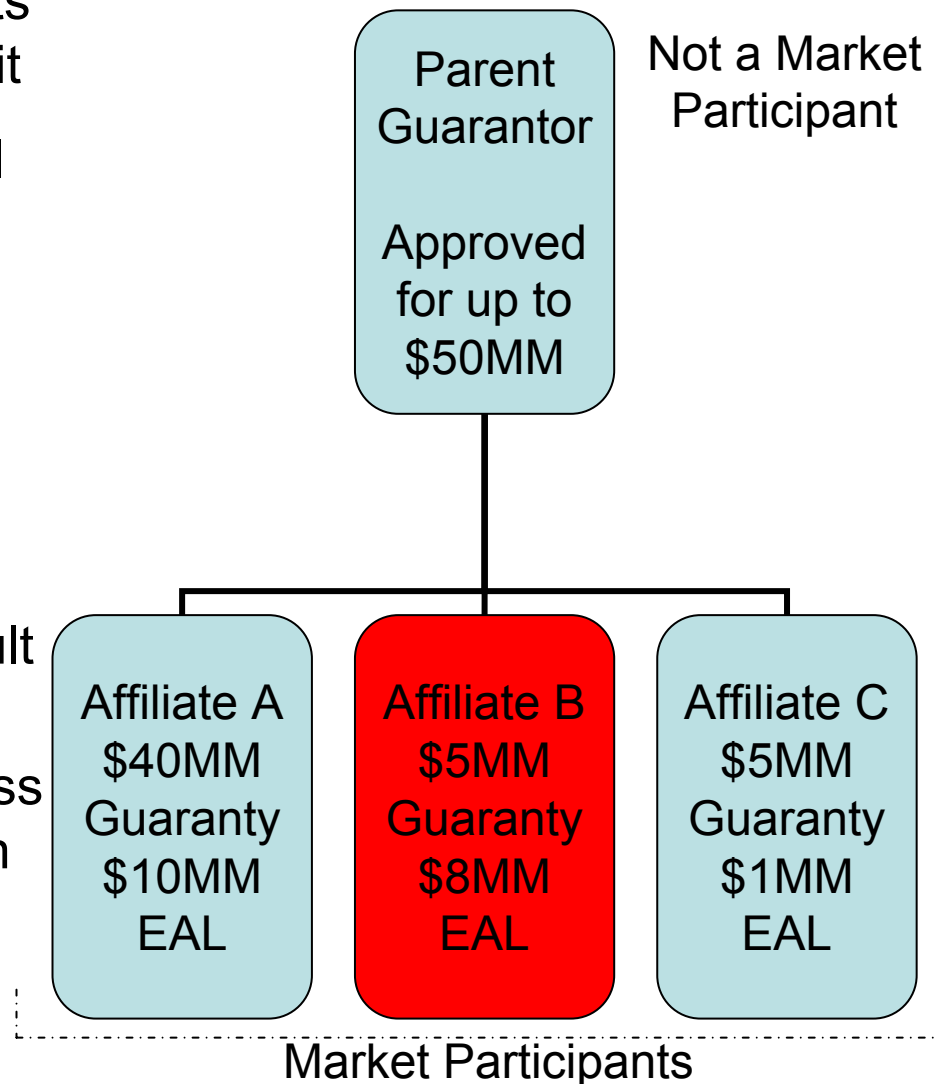 Parent
Guarantor
Approved
for up to
$50MM
Not a Market
Participant
Affiliate A
$40MM
Guaranty
$10MM
EAL
Affiliate B
$5MM
Guaranty
$8MM
EAL
Affiliate C
$5MM
Guaranty
$1MM
EAL
Market Participants